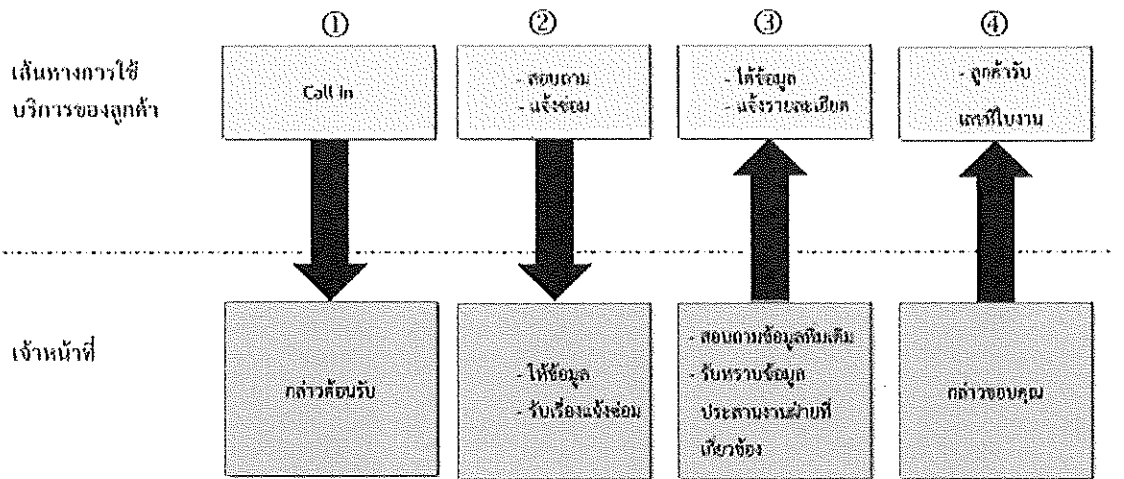 ① ② ③ ④
เส้นทางการใช้
บริการของลูกค้า
Call in
- สอบถาม
- แจ้งซ่อม
- ได้ข้อมูล
- แจ้งรายละเอียด
- ลูกค้ารับ
เลขที่ใบงาน
เจ้าหน้าที่
กล่าวต้อนรับ
- ให้ข้อมูล
- รับเรื่องแจ้งซ่อม
- สอบถามข้อมูลเพิ่มเติม
- รับทราบข้อมูล
ประสานงานฝ่ายที่
เกี่ยวข้อง
กล่าวขอบคุณ